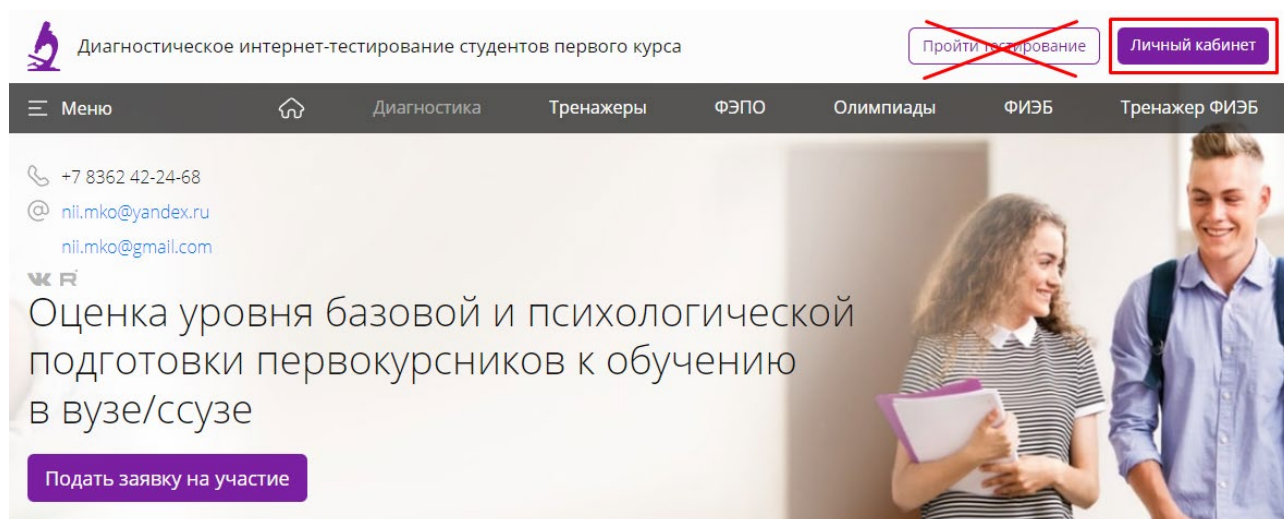 Диагностическое интернет-тестирование студентов первого курса
Пройти тестирование
Личный кабинет
Меню
Диагностика
Тренажеры
ФЭПО
Олимпиады
ФИЭБ
Тренажер ФИЭБ
+7 8362 42-24-68
@ nii.mko@yandex.ru
nii.mko@gmail.com
Оценка уровня базовой и психологической
подготовки первокурсников к обучению
в вузе/ссузе
Подать заявку на участие